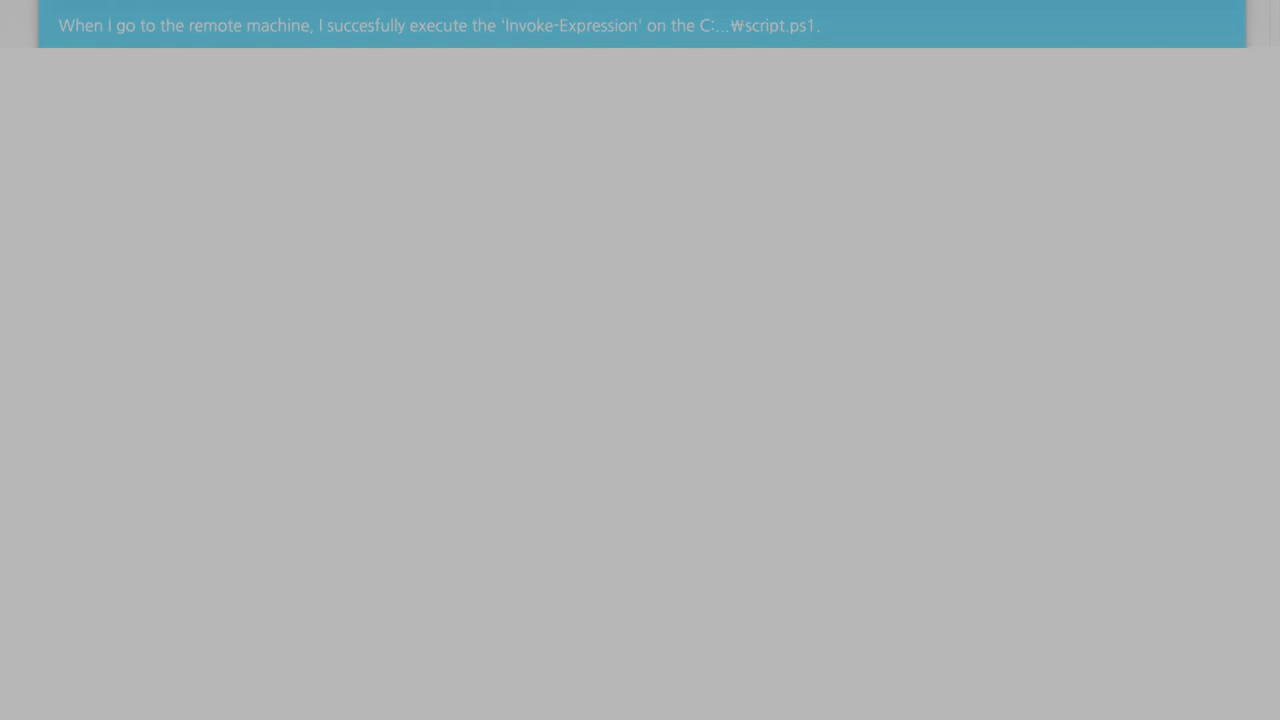 When I go to the remote machine, I succesfully execute the 'Invoke-Expression' on the C:...₩script.ps1.